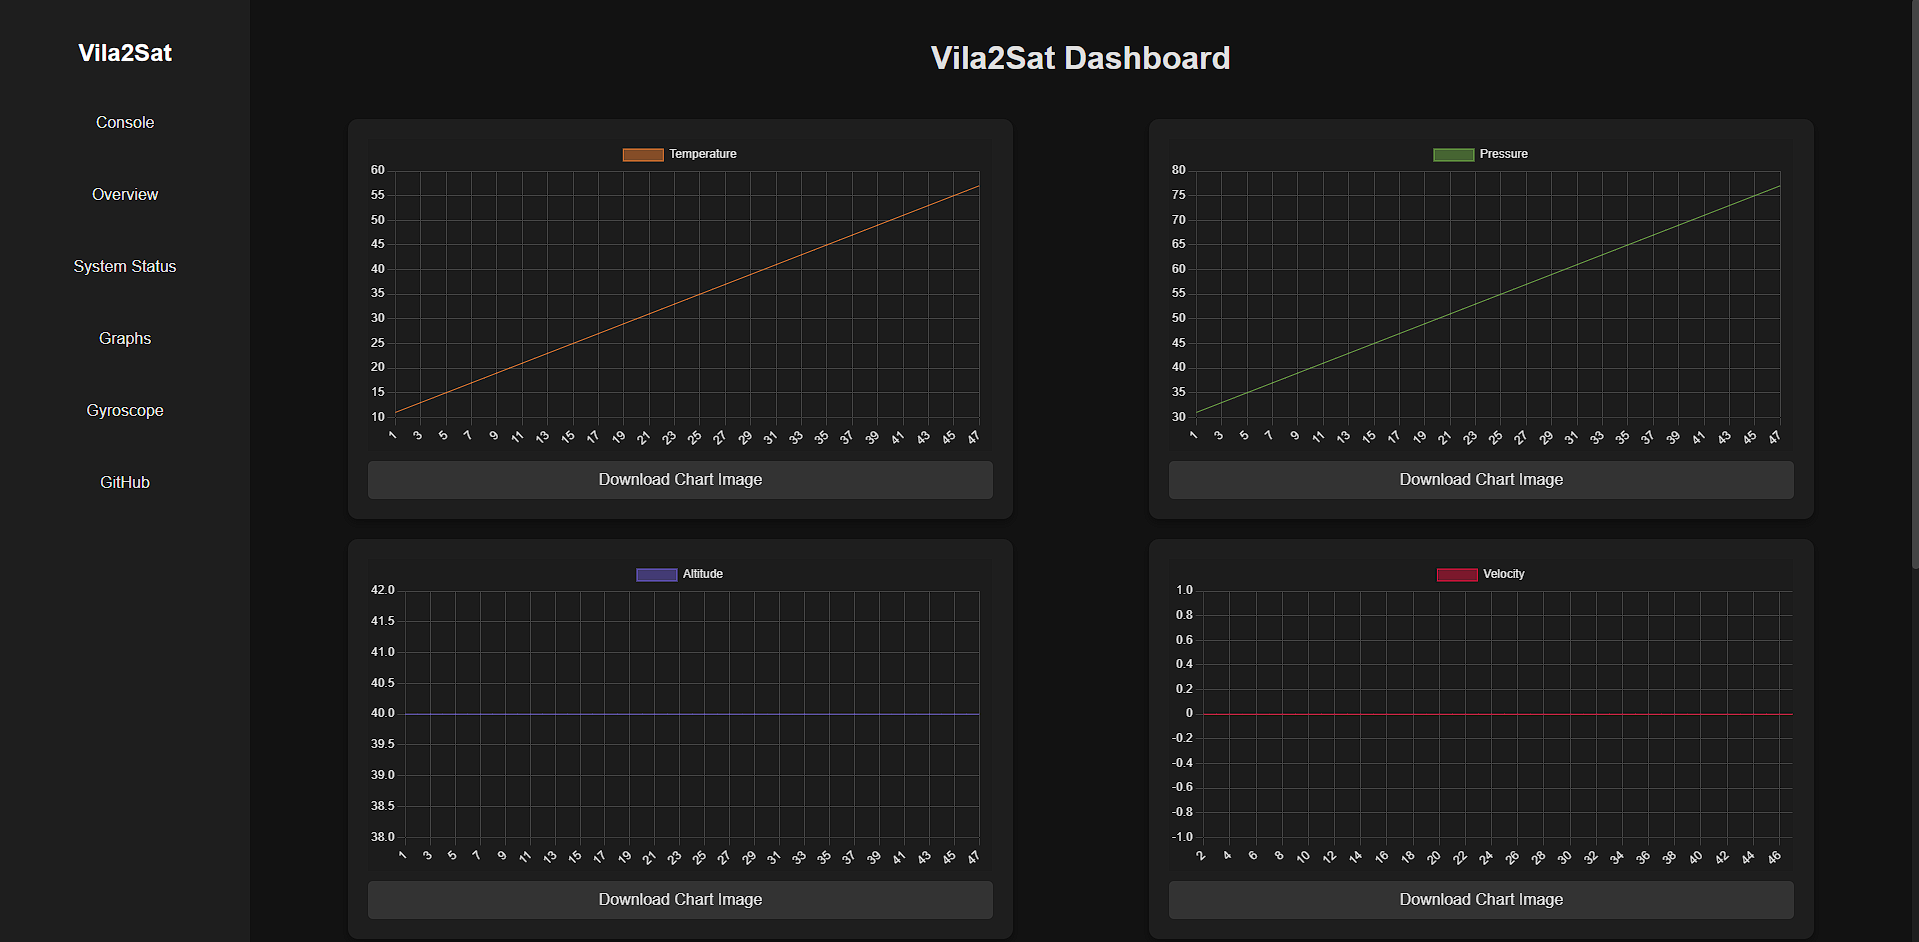 Vila2Sat
Console
Overview
System Status
Graphs
Gyroscope
GitHub
Vila2Sat Dashboard
Temperature
60
55
50
45
40
35
30
25
20
15
10
1 3 5 7 9 11 13 15 17 19 21 23 25 27 29 31 33 35 37 39 41 43 45 47
Download Chart Image
Pressure
80
75
70
65
60
55
50
45
40
35
30
1 3 5 7 9 11 13 15 17 19 21 23 25 27 29 31 33 35 37 39 41 43 45 47
Download Chart Image
Altitude
42.0
41.5
41.0
40.5
40.0
39.5
39.0
38.5
38.0
1 3 5 7 9 11 13 15 17 19 21 23 25 27 29 31 33 35 37 39 41 43 45 47
Download Chart Image
Velocity
1.0
0.8
0.6
0.4
0.2
0
-0.2
-0.4
-0.6
-0.8
-1.0
2 4 6 8 10 12 14 16 18 20 22 24 26 28 30 32 34 36 38 40 42 44 46
Download Chart Image